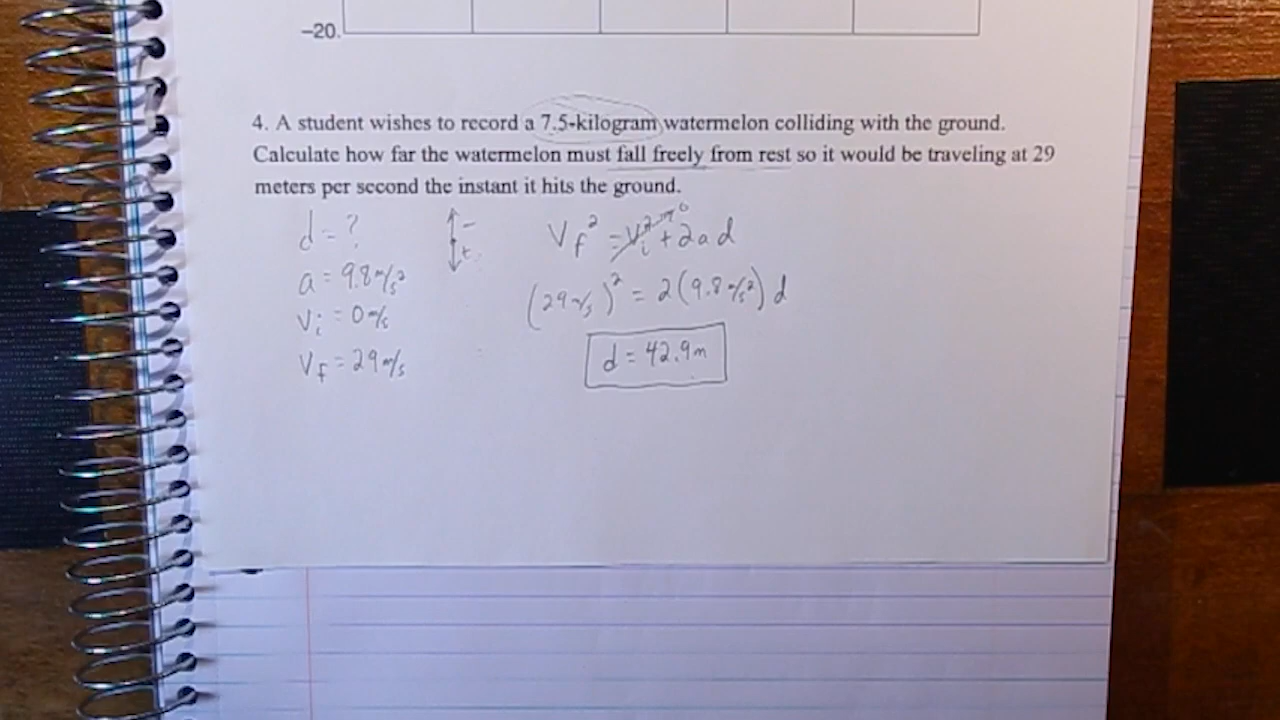 -20.
4. A student wishes to record a 7.5-kilogram watermelon colliding with the ground.
Calculate how far the watermelon must fall freely from rest so it would be traveling at 29
meters per second the instant it hits the ground.
d = ?
a = 9.8 m/s²
Vi = 0 m/s
Vf = 29 m/s
-
+
Vf² = Vi² + 2ad
0
(29 m/s)² = 2(9.8 m/s²) d
d = 42.9 m